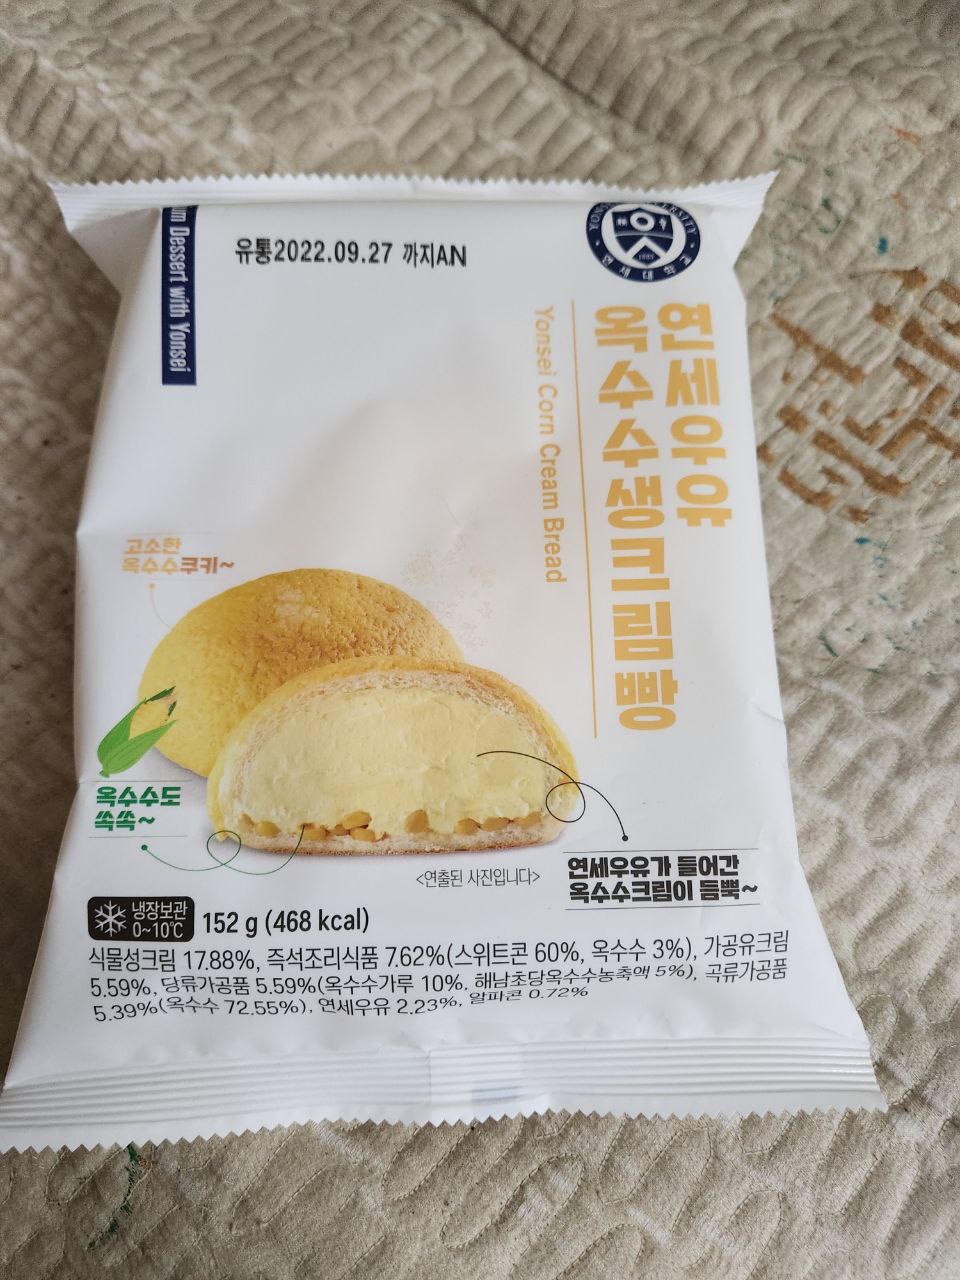 um Dessert with Yonsei
유통2022.09.27 까지AN
연세대학교
1885
연세우유
옥수수생크림빵
Yonsei Corn Cream Bread
고소한
옥수수쿠키~
옥수수도
쏙쏙~
<연출된 사진입니다>
연세우유가 들어간
옥수수크림이 듬뿍~
냉장보관
0~10℃
152 g (468 kcal)
식물성크림 17.88%, 즉석조리식품 7.62%(스위트콘 60%, 옥수수 3%), 가공유크림
5.59%, 당류가공품 5.59%(옥수수가루 10%, 해남초당옥수수농축액 5%), 곡류가공품
5.39%(옥수수 72.55%), 연세우유 2.23%, 알파콘 0.72%